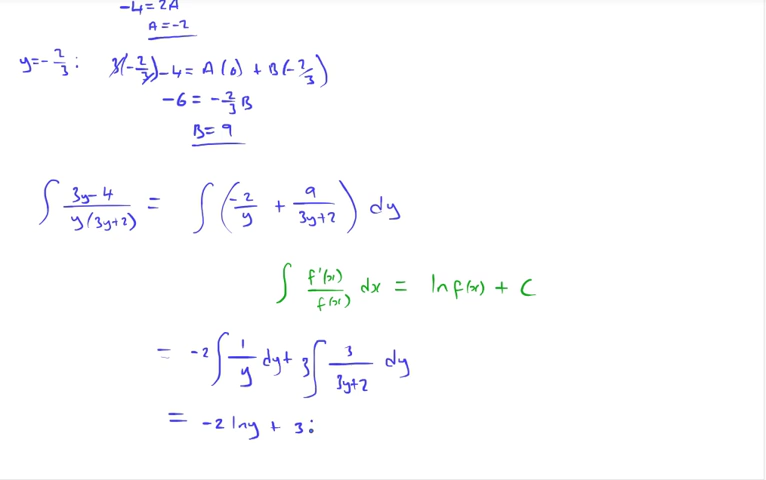 -4 = 2A
A = -2
y = -2/3 : 3(-2/3) - 4 = A(0) + B(-2/3)
-6 = -2/3 B
B = 9
∫ (3y-4)/(y(3y+2)) = ∫ (-2/y + 9/(3y+2)) dy
∫ f'(x)/f(x) dx = ln f(x) + C
= -2 ∫ 1/y dy + 3 ∫ 3/(3y+2) dy
= -2 ln y + 3